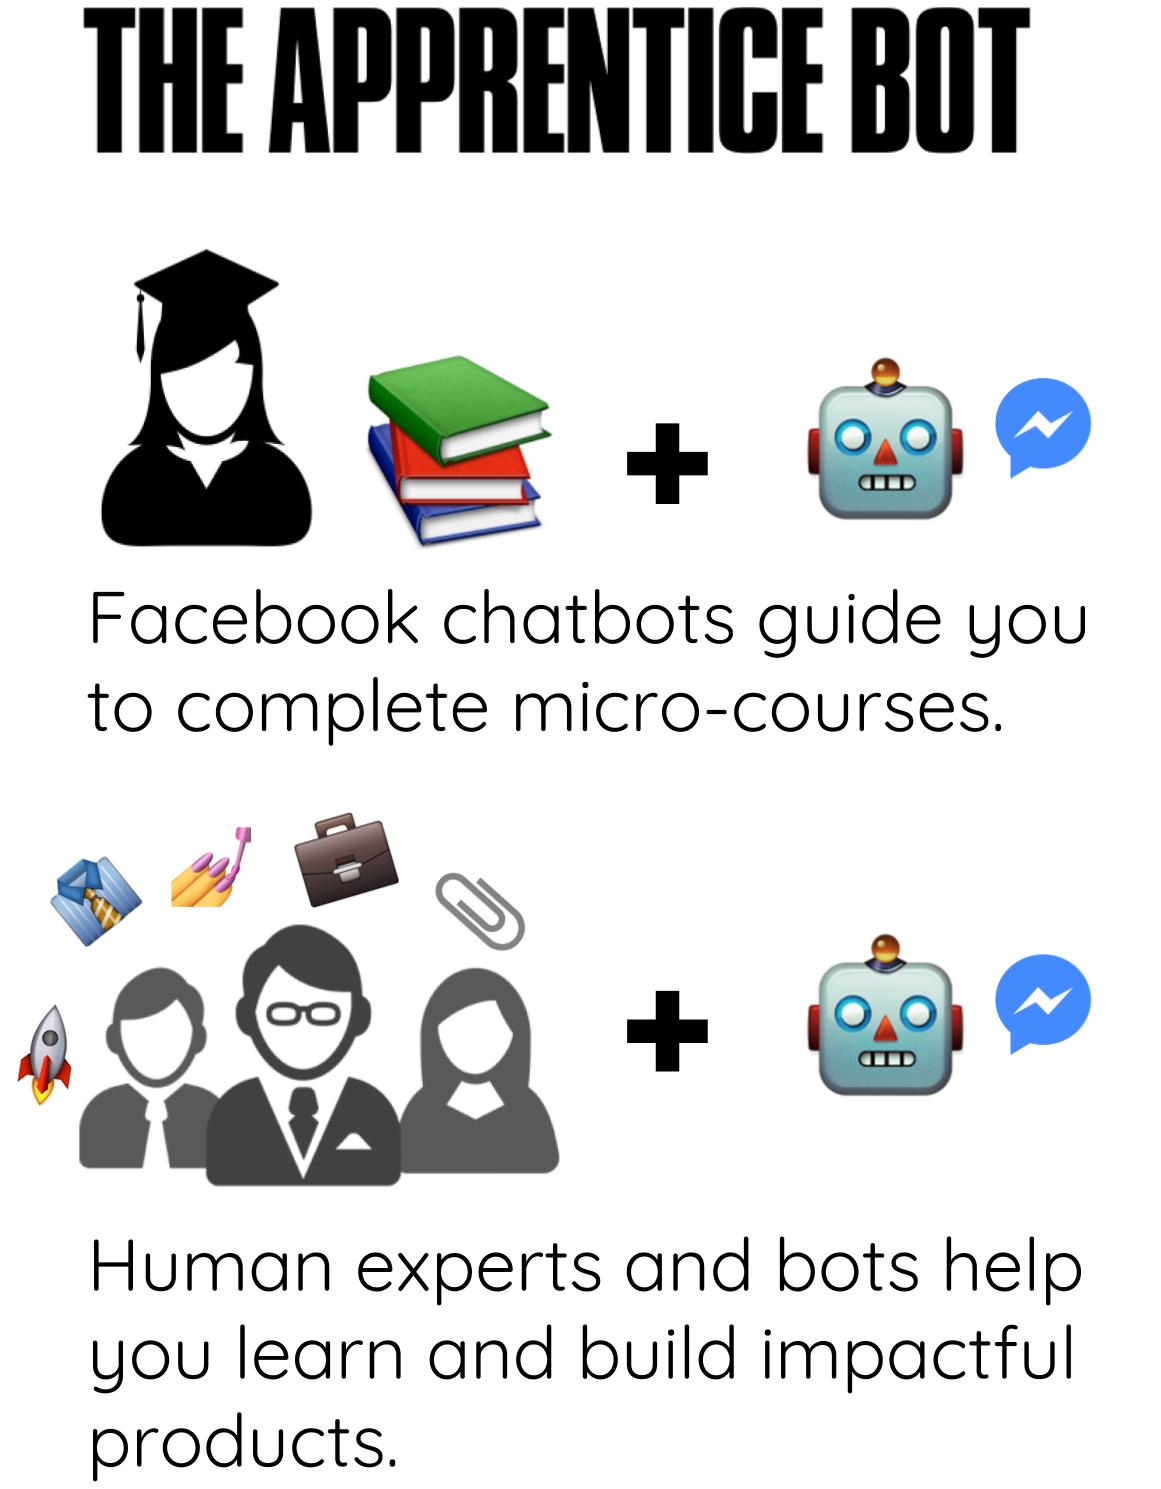 THE APPRENTICE BOT
Facebook chatbots guide you
to complete micro-courses.
Human experts and bots help
you learn and build impactful
products.